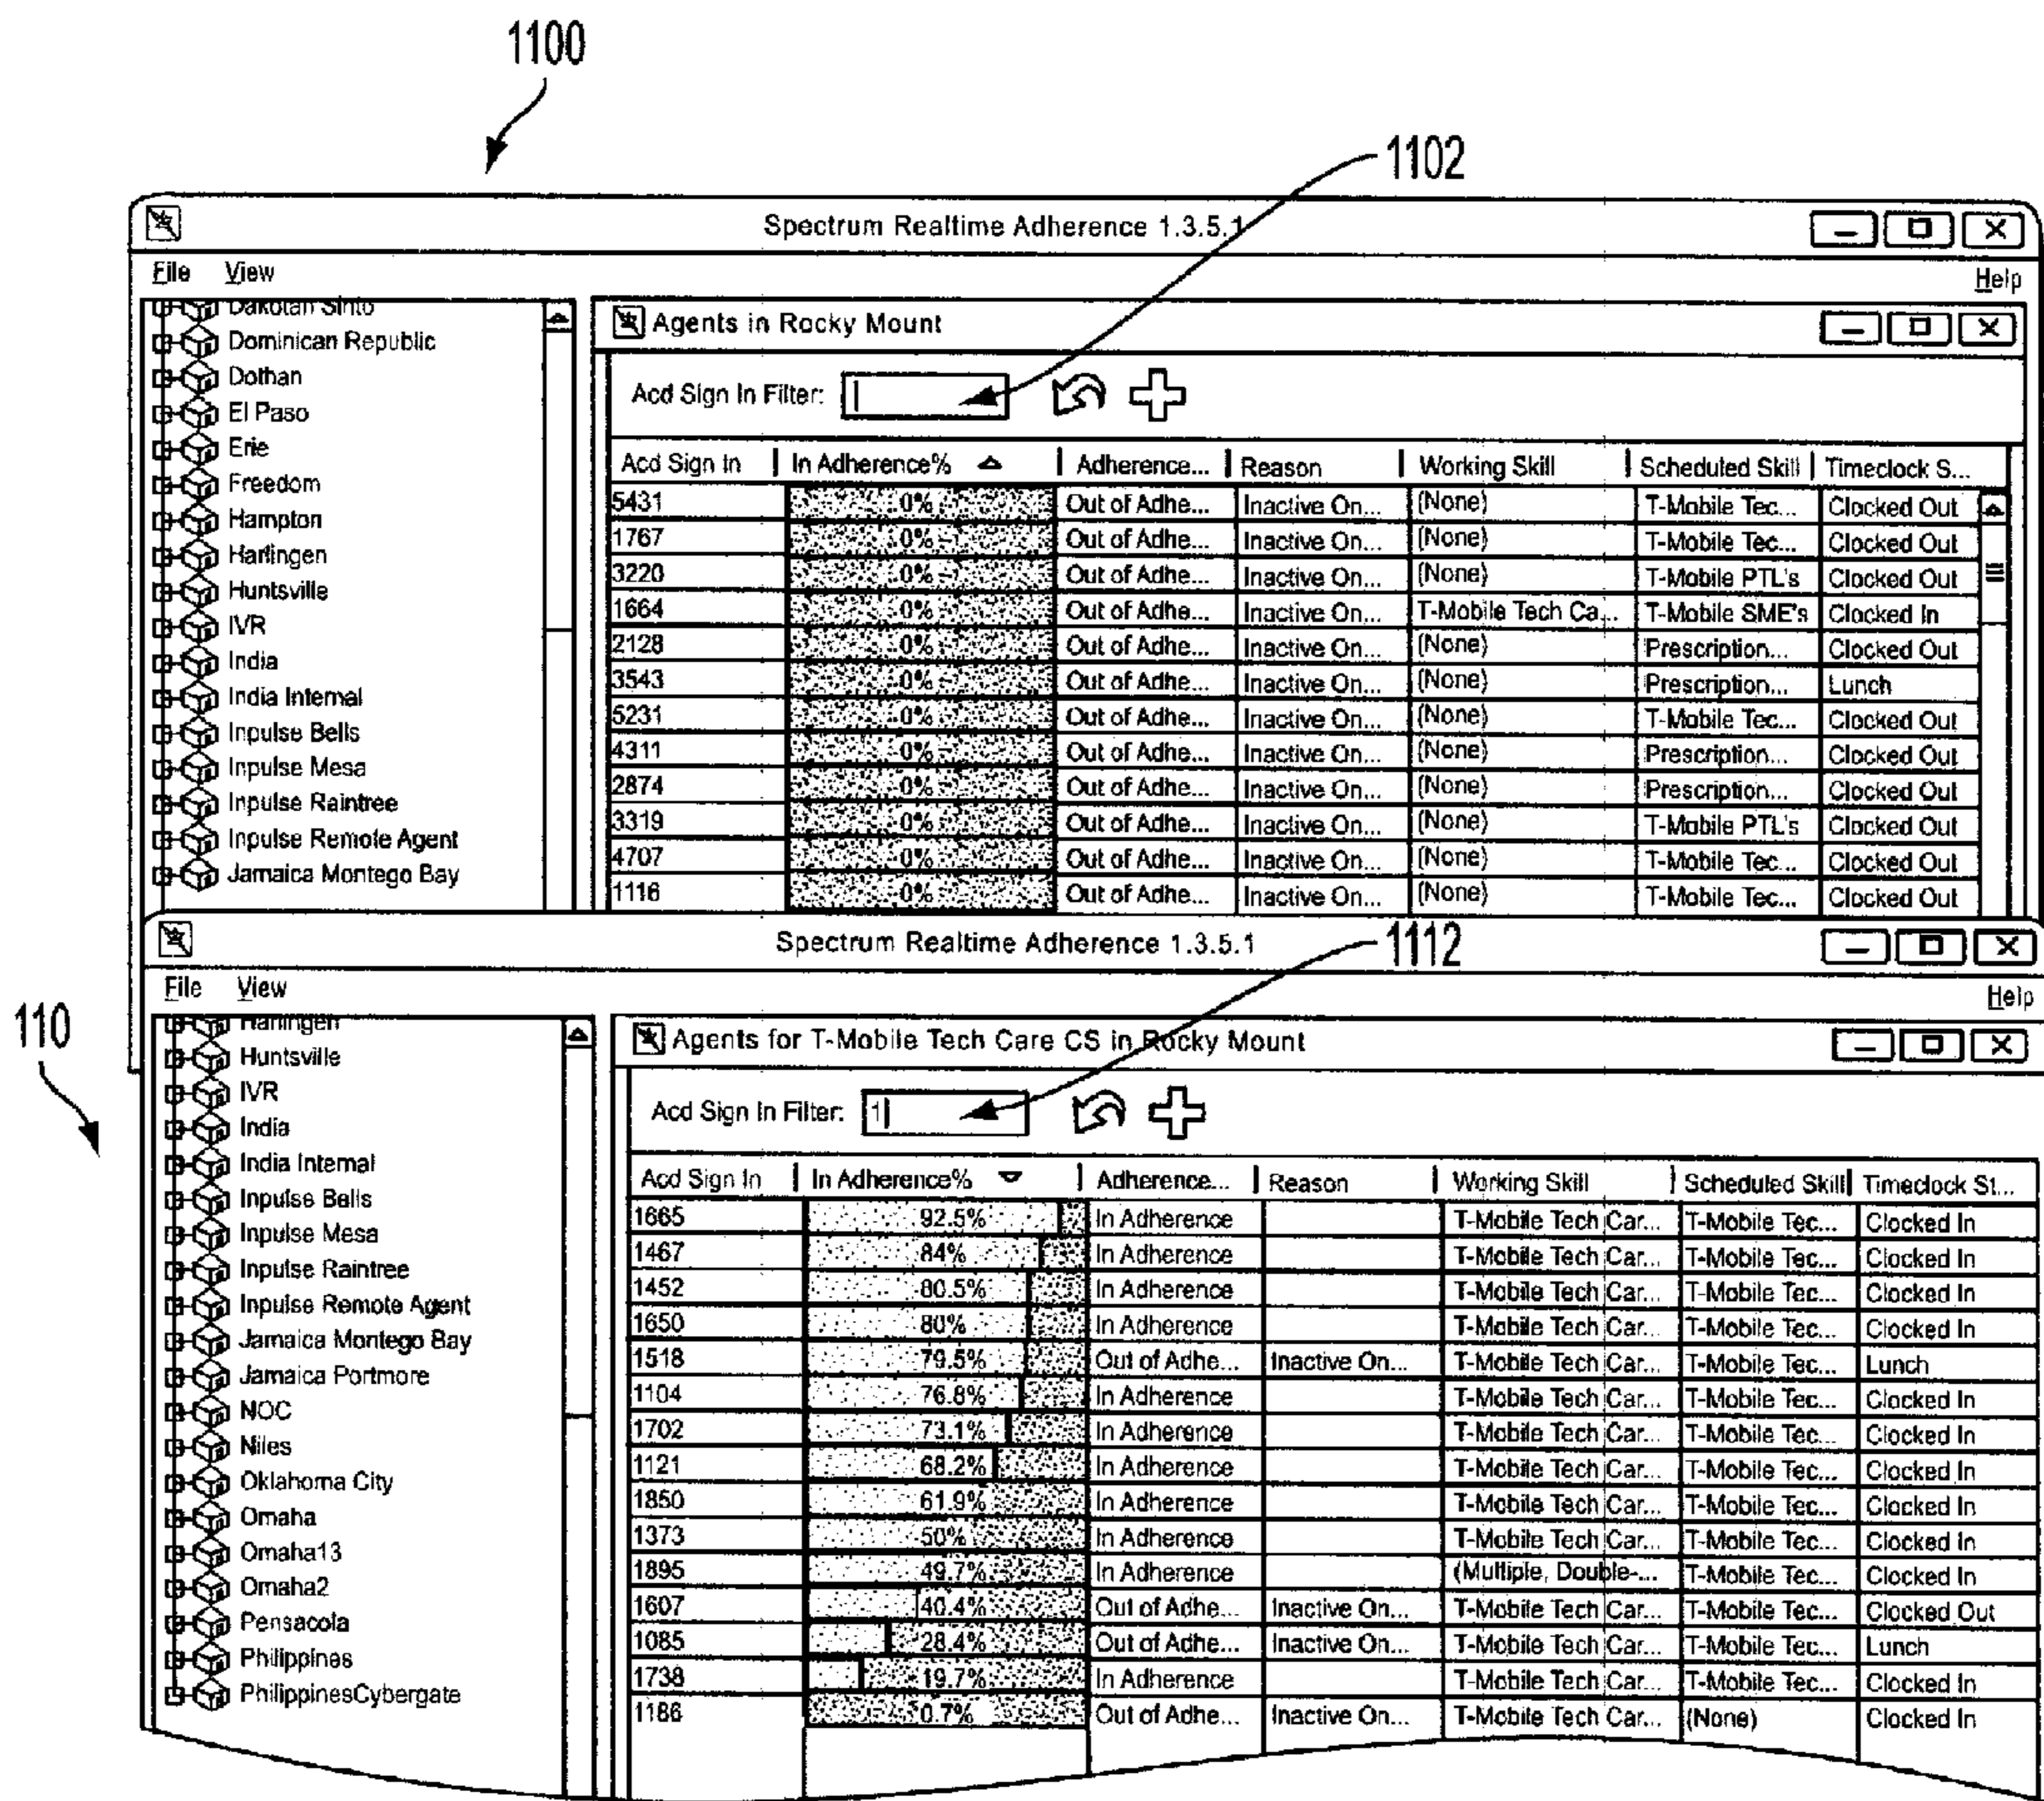 1100
1102
Spectrum Realtime Adherence 1.3.5.1
File View Help
Dakotah Sinto
Dominican Republic
Dothan
El Paso
Erie
Freedom
Hampton
Harlingen
Huntsville
IVR
India
India Internal
Inpulse Bells
Inpulse Mesa
Inpulse Raintree
Inpulse Remote Agent
Jamaica Montego Bay
Agents in Rocky Mount
Acd Sign In Filter:
Acd Sign In In Adherence% Adherence... Reason Working Skill Scheduled Skill Timeclock S...
5431 0% Out of Adhe... Inactive On... (None) T-Mobile Tec... Clocked Out
1767 0% Out of Adhe... Inactive On... (None) T-Mobile Tec... Clocked Out
3220 0% Out of Adhe... Inactive On... (None) T-Mobile PTL's Clocked Out
1664 0% Out of Adhe... Inactive On... T-Mobile Tech Ca... T-Mobile SME's Clocked In
2128 0% Out of Adhe... Inactive On... (None) Prescription... Clocked Out
3543 0% Out of Adhe... Inactive On... (None) Prescription... Lunch
5231 0% Out of Adhe... Inactive On... (None) T-Mobile Tec... Clocked Out
4311 0% Out of Adhe... Inactive On... (None) Prescription... Clocked Out
2874 0% Out of Adhe... Inactive On... (None) Prescription... Clocked Out
3319 0% Out of Adhe... Inactive On... (None) T-Mobile PTL's Clocked Out
4707 0% Out of Adhe... Inactive On... (None) T-Mobile Tec... Clocked Out
1116 0% Out of Adhe... Inactive On... (None) T-Mobile Tec... Clocked Out
110
1112
Spectrum Realtime Adherence 1.3.5.1
File View Help
Harlingen
Huntsville
IVR
India
India Internal
Inpulse Bells
Inpulse Mesa
Inpulse Raintree
Inpulse Remote Agent
Jamaica Montego Bay
Jamaica Portmore
NOC
Niles
Oklahoma City
Omaha
Omaha13
Omaha2
Pensacola
Philippines
PhilippinesCybergate
Agents for T-Mobile Tech Care CS in Rocky Mount
Acd Sign In Filter: 1
Acd Sign In In Adherence% Adherence... Reason Working Skill Scheduled Skill Timeclock St...
1665 92.5% In Adherence T-Mobile Tech Car... T-Mobile Tec... Clocked In
1467 84% In Adherence T-Mobile Tech Car... T-Mobile Tec... Clocked In
1452 80.5% In Adherence T-Mobile Tech Car... T-Mobile Tec... Clocked In
1650 80% In Adherence T-Mobile Tech Car... T-Mobile Tec... Clocked In
1518 79.5% Out of Adhe... Inactive On... T-Mobile Tech Car... T-Mobile Tec... Lunch
1104 76.8% In Adherence T-Mobile Tech Car... T-Mobile Tec... Clocked In
1702 73.1% In Adherence T-Mobile Tech Car... T-Mobile Tec... Clocked In
1121 68.2% In Adherence T-Mobile Tech Car... T-Mobile Tec... Clocked In
1850 61.9% In Adherence T-Mobile Tech Car... T-Mobile Tec... Clocked In
1373 50% In Adherence T-Mobile Tech Car... T-Mobile Tec... Clocked In
1895 49.7% In Adherence (Multiple, Double-... T-Mobile Tec... Clocked In
1607 40.4% Out of Adhe... Inactive On... T-Mobile Tech Car... T-Mobile Tec... Clocked Out
1085 28.4% Out of Adhe... Inactive On... T-Mobile Tech Car... T-Mobile Tec... Lunch
1738 19.7% In Adherence T-Mobile Tech Car... T-Mobile Tec... Clocked In
1186 0.7% Out of Adhe... Inactive On... T-Mobile Tech Car... (None) Clocked In